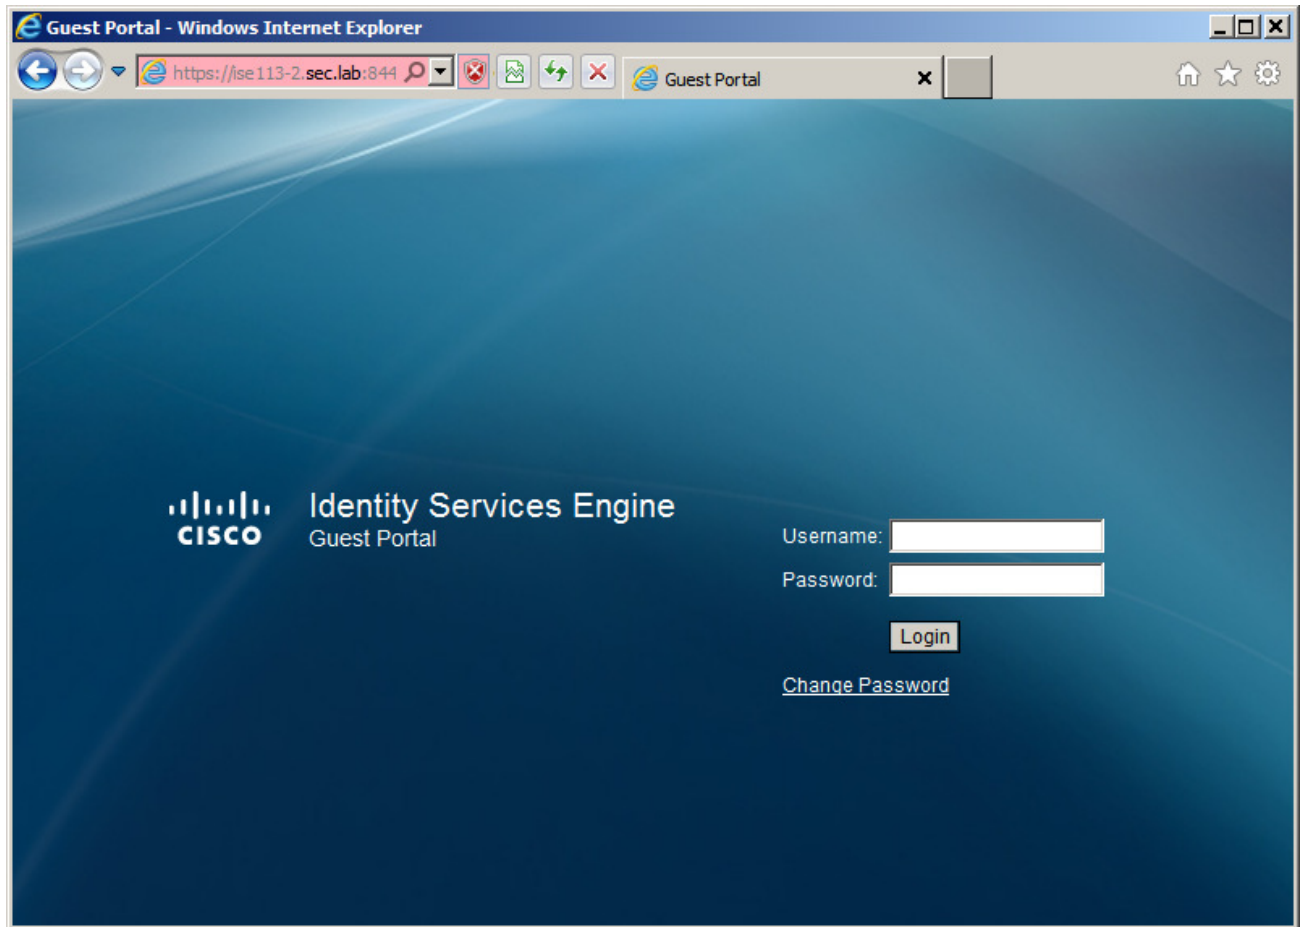 Guest Portal - Windows Internet Explorer
https://ise113-2.sec.lab:844
Guest Portal
CISCO
Identity Services Engine
Guest Portal
Username:
Password:
Login
Change Password